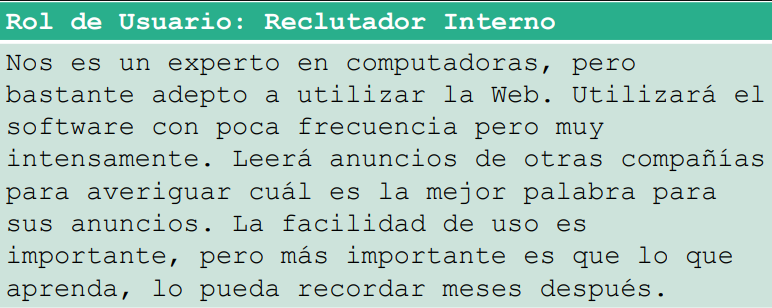 Rol de Usuario: Reclutador Interno
Nos es un experto en computadoras, pero
bastante adepto a utilizar la Web. Utilizará el
software con poca frecuencia pero muy
intensamente. Leerá anuncios de otras compañías
para averiguar cuál es la mejor palabra para
sus anuncios. La facilidad de uso es
importante, pero más importante es que lo que
aprenda, lo pueda recordar meses después.